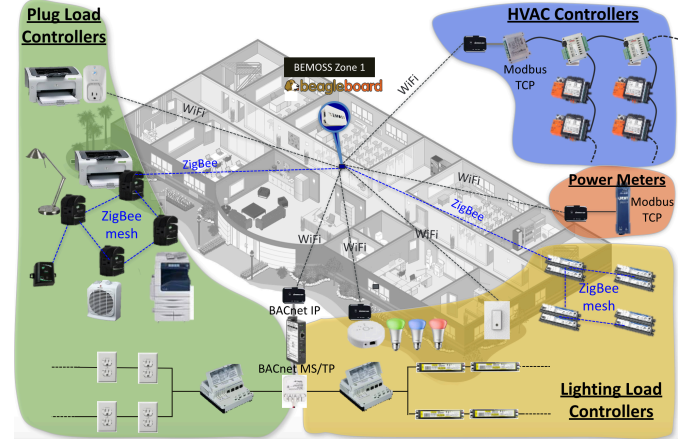 Plug Load
Controllers
HVAC Controllers
BEMOSS Zone 1
beagleboard
WiFi
WiFi
Modbus
TCP
ZigBee
WiFi
Power Meters
ZigBee
Modbus
TCP
ZigBee
mesh
WiFi
WiFi
WiFi
ZigBee
mesh
BACnet IP
BACnet MS/TP
Lighting Load
Controllers